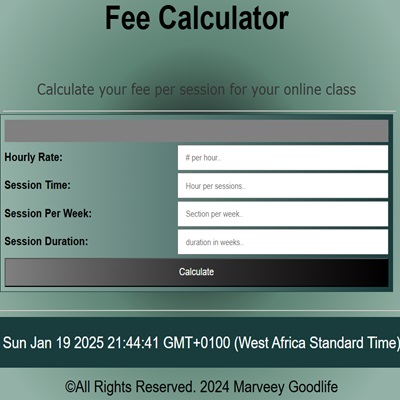 Fee Calculator
Calculate your fee per session for your online class
Hourly Rate: # per hour..
Session Time: Hour per sessions..
Session Per Week: Section per week..
Session Duration: duration in weeks..
Calculate
Sun Jan 19 2025 21:44:41 GMT+0100 (West Africa Standard Time)
©All Rights Reserved. 2024 Marveey Goodlife